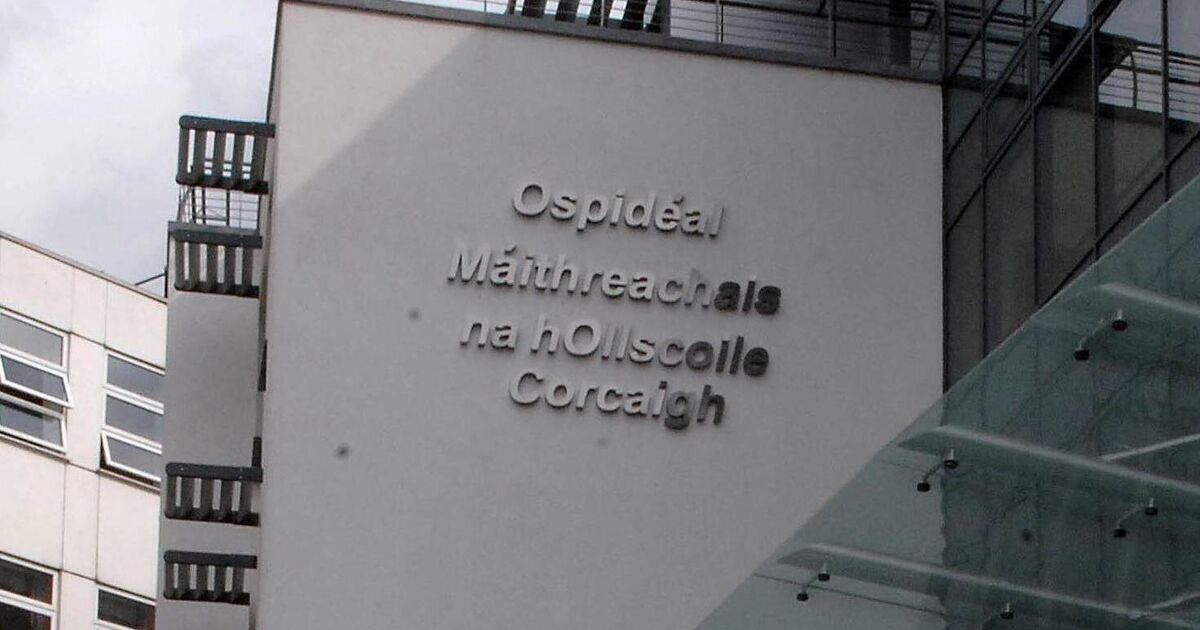 Ospidéal
Máithreachais
na hOllscoile
Corcaigh